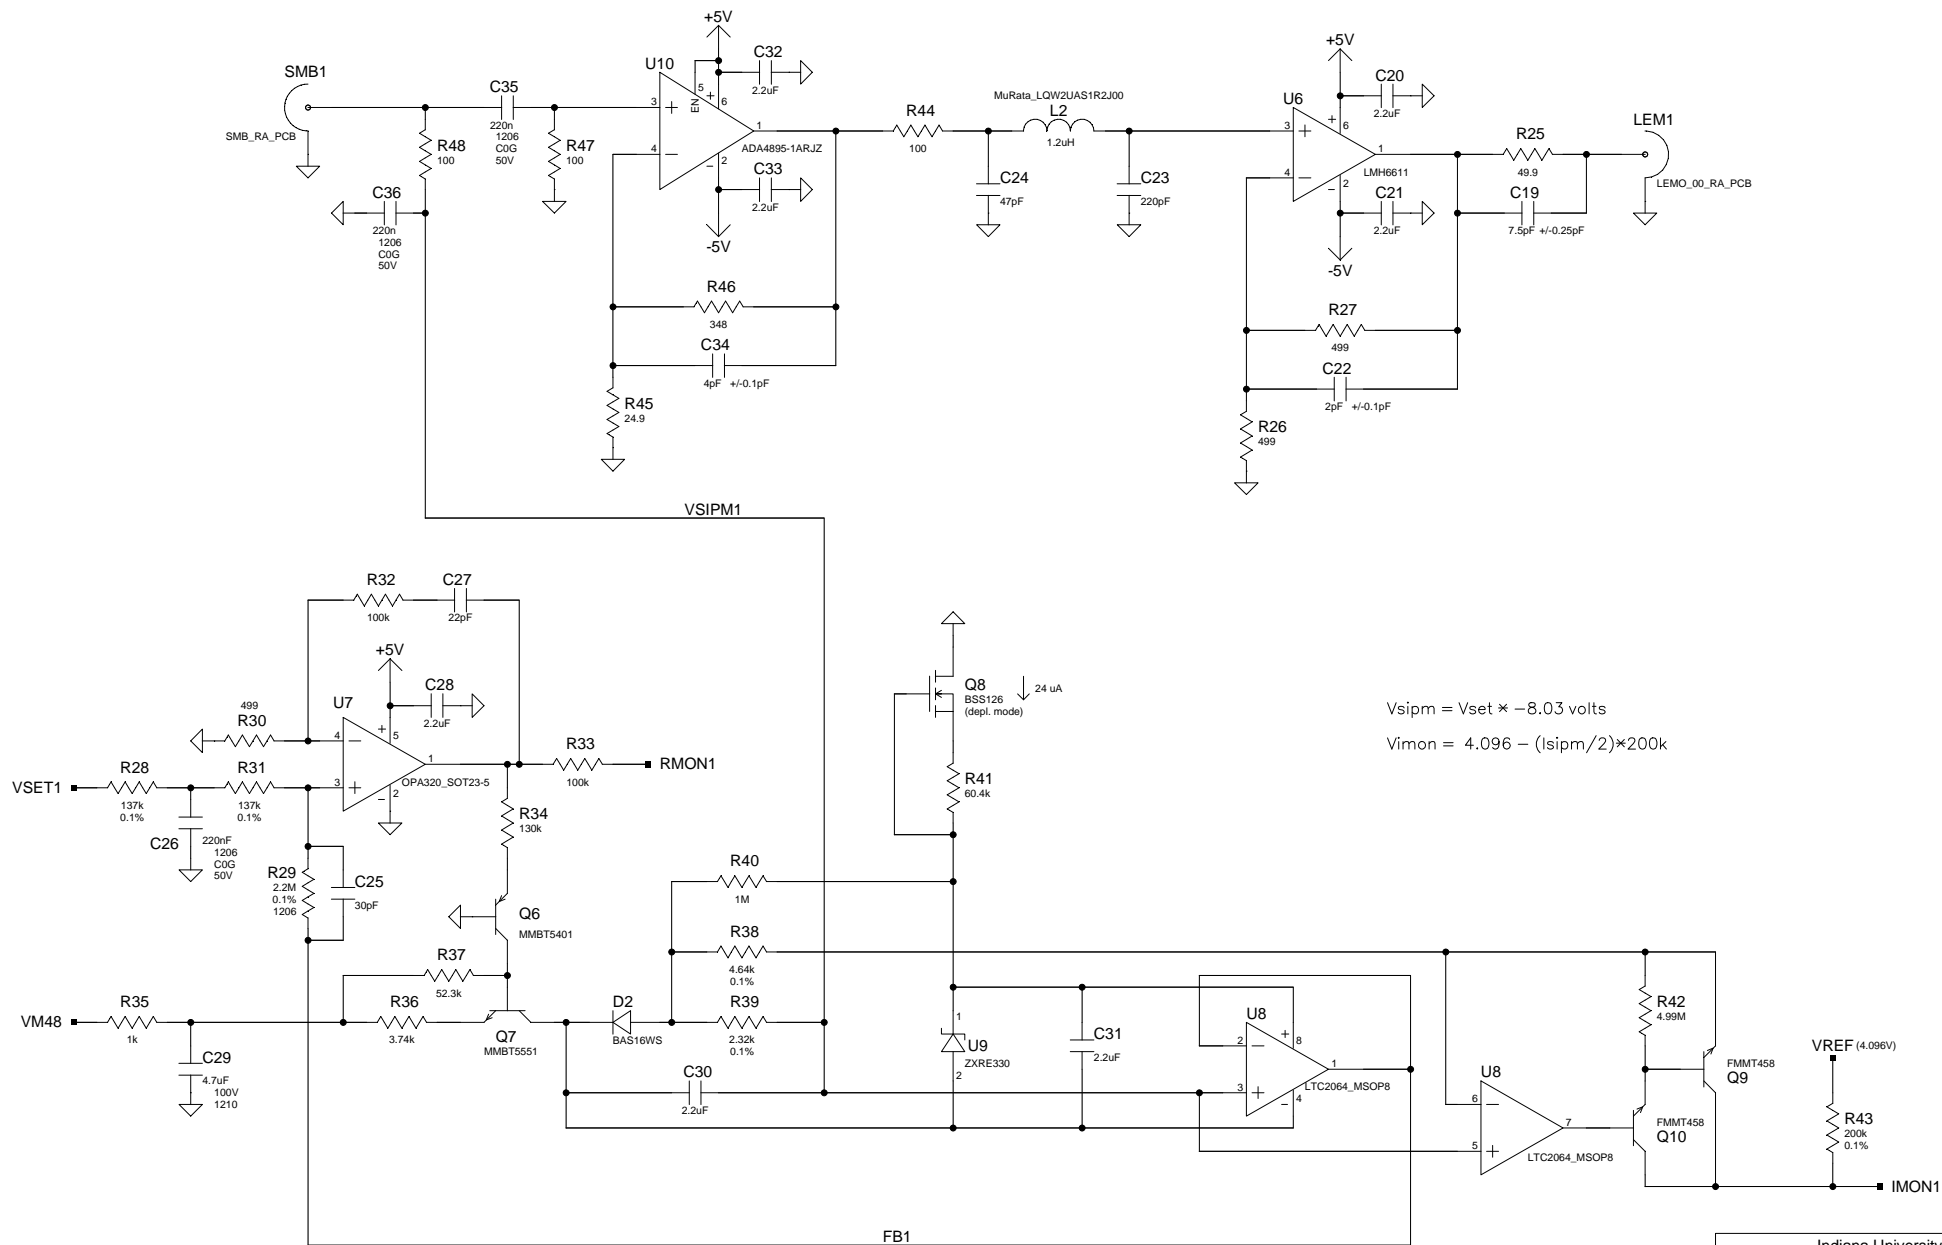 +5V
C32
2.2uF
U10
5
EN
+
6
3
+
4
−
1
ADA4895-1ARJZ
2
−
C33
2.2uF
-5V
SMB1
SMB_RA_PCB
C35
220n
1206
C0G
50V
R48
100
R47
100
C36
220n
1206
C0G
50V
R46
348
C34
4pF +/-0.1pF
R45
24.9
R44
100
MuRata_LQW2UAS1R2J00
L2
1.2uH
C24
47pF
C23
220pF
+5V
C20
2.2uF
U6
+
6
3
+
4
−
1
LMH6611
2
−
C21
2.2uF
-5V
R25
49.9
C19
7.5pF +/-0.25pF
LEM1
LEMO_00_RA_PCB
R27
499
C22
2pF +/-0.1pF
R26
499
VSIPM1
R32
100k
C27
22pF
+5V
C28
2.2uF
U7
499
R30
4
−
+
5
1
3
+
−
2
OPA320_SOT23-5
R33
100k
RMON1
VSET1
R28
137k
0.1%
R31
137k
0.1%
C26
220nF
1206
C0G
50V
R29
2.2M
0.1%
1206
C25
30pF
R34
130k
Q6
MMBT5401
R37
52.3k
VM48
R35
1k
C29
4.7uF
100V
1210
R36
3.74k
Q7
MMBT5551
D2
BAS16WS
R40
1M
R38
4.64k
0.1%
R39
2.32k
0.1%
C30
2.2uF
Q8
BSS126
(depl. mode)
24 uA
R41
60.4k
Vsipm = Vset * −8.03 volts
Vimon = 4.096 − (Isipm/2)*200k
1
U9
ZXRE330
2
C31
2.2uF
U8
2
−
+
8
1
3
+
−
4
LTC2064_MSOP8
U8
6
−
7
5
+
LTC2064_MSOP8
R42
4.99M
FMMT458
Q9
FMMT458
Q10
VREF (4.096V)
R43
200k
0.1%
IMON1
FB1
Indiana University